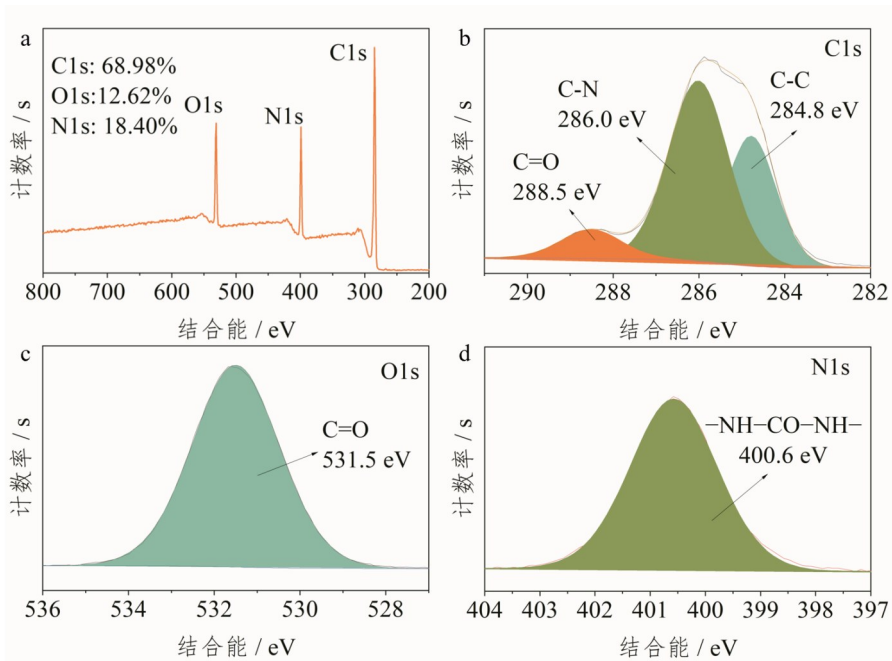 a
C1s: 68.98%
O1s:12.62%
N1s: 18.40%
O1s
N1s
C1s
计数率 / s
800 700 600 500 400 300 200
结合能 / eV
b
C1s
C-N
286.0 eV
C-C
284.8 eV
C=O
288.5 eV
计数率 / s
290 288 286 284 282
结合能 / eV
c
O1s
C=O
531.5 eV
计数率 / s
536 534 532 530 528
结合能 / eV
d
N1s
−NH−CO−NH−
400.6 eV
计数率 / s
404 403 402 401 400 399 398 397
结合能 / eV